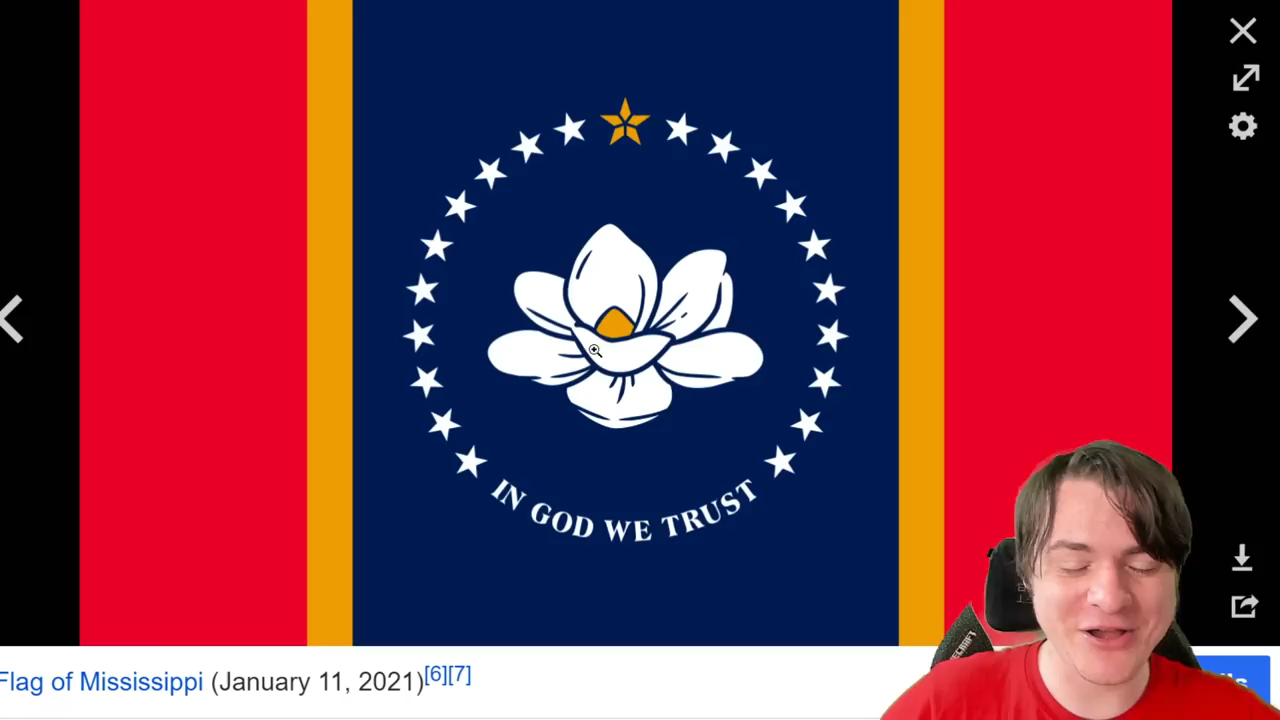 IN GOD WE TRUST
Flag of Mississippi (January 11, 2021)[6][7]